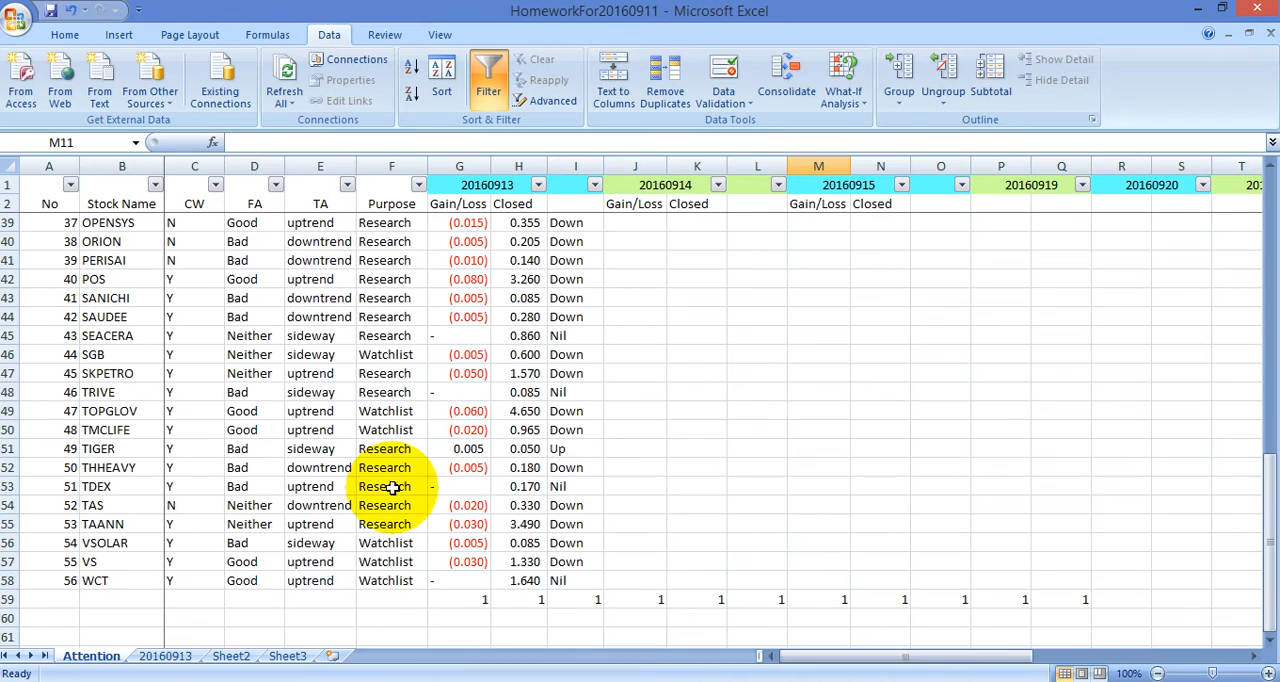 HomeworkFor20160911 - Microsoft Excel
Home Insert Page Layout Formulas Data Review View
From Access
From Web
From Text
From Other Sources
Existing Connections
Get External Data
Refresh All
Connections
Properties
Edit Links
Connections
Sort
Filter
Clear
Reapply
Advanced
Sort & Filter
Text to Columns
Remove Duplicates
Data Validation
Consolidate
What-If Analysis
Data Tools
Group
Ungroup
Subtotal
Show Detail
Hide Detail
Outline
M11 fx
A B C D E F G H I J K L M N O P Q R S T
1 20160913 20160914 20160915 20160919 20160920 201
2 No Stock Name CW FA TA Purpose Gain/Loss Closed Gain/Loss Closed Gain/Loss Closed
39 37 OPENSYS N Good uptrend Research (0.015) 0.355 Down
40 38 ORION N Bad downtrend Research (0.005) 0.205 Down
41 39 PERISAI N Bad downtrend Research (0.010) 0.140 Down
42 40 POS Y Good uptrend Research (0.080) 3.260 Down
43 41 SANICHI Y Bad downtrend Research (0.005) 0.085 Down
44 42 SAUDEE Y Bad downtrend Research (0.005) 0.280 Down
45 43 SEACERA Y Neither sideway Research - 0.860 Nil
46 44 SGB Y Neither sideway Watchlist (0.005) 0.600 Down
47 45 SKPETRO Y Neither uptrend Research (0.050) 1.570 Down
48 46 TRIVE Y Bad sideway Research - 0.085 Nil
49 47 TOPGLOV Y Good uptrend Watchlist (0.060) 4.650 Down
50 48 TMCLIFE Y Good uptrend Watchlist (0.020) 0.965 Down
51 49 TIGER Y Bad sideway Research 0.005 0.050 Up
52 50 THHEAVY Y Bad downtrend Research (0.005) 0.180 Down
53 51 TDEX Y Bad uptrend Research - 0.170 Nil
54 52 TAS N Neither downtrend Research (0.020) 0.330 Down
55 53 TAANN Y Neither uptrend Research (0.030) 3.490 Down
56 54 VSOLAR Y Bad sideway Watchlist (0.005) 0.085 Down
57 55 VS Y Good uptrend Watchlist (0.030) 1.330 Down
58 56 WCT Y Good uptrend Watchlist - 1.640 Nil
59 1 1 1 1 1 1 1 1 1 1 1
60
61
Attention 20160913 Sheet2 Sheet3
Ready 100%